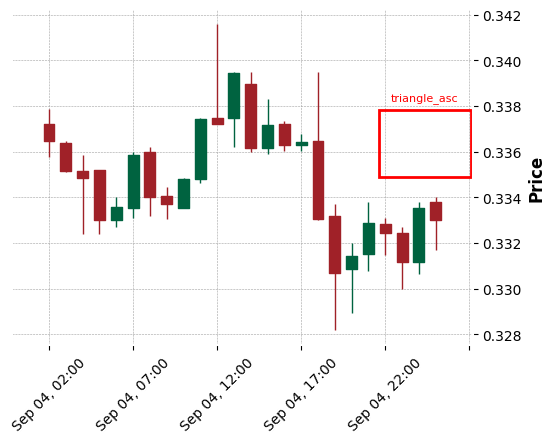 0.342
0.340
triangle_asc
0.338
0.336
0.334
0.332
0.330
0.328
Price
Sep 04, 02:00
Sep 04, 07:00
Sep 04, 12:00
Sep 04, 17:00
Sep 04, 22:00